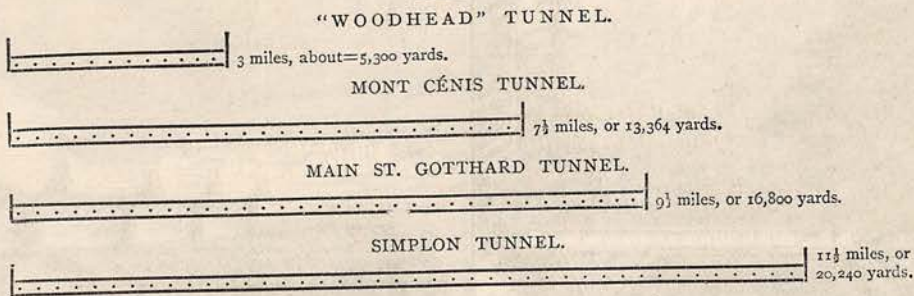 “WOODHEAD” TUNNEL.
3 miles, about=5,300 yards.
MONT CÉNIS TUNNEL.
7½ miles, or 13,364 yards.
MAIN ST. GOTTHARD TUNNEL.
9½ miles, or 16,800 yards.
SIMPLON TUNNEL.
11½ miles, or
20,240 yards.